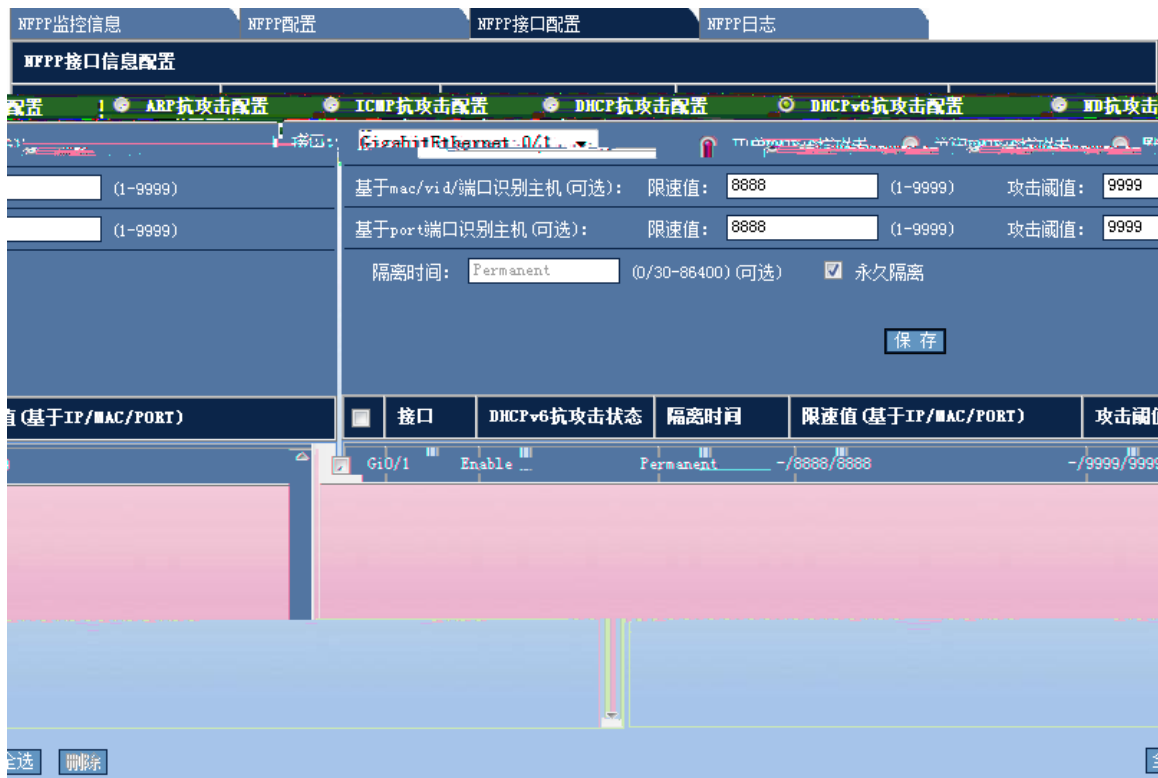 NFPP监控信息 NFPP配置 NFPP接口配置 NFPP日志
NFPP接口信息配置
配置 ARP抗攻击配置 ICMP抗攻击配置 DHCP抗攻击配置 DHCPv6抗攻击配置 ND抗攻击
接口: GigabitEthernet 0/1
(1-9999) 基于mac/vid/端口识别主机(可选): 限速值: 8888 (1-9999) 攻击阈值: 9999
(1-9999) 基于port端口识别主机(可选): 限速值: 8888 (1-9999) 攻击阈值: 9999
隔离时间: Permanent (0/30-86400)(可选) 永久隔离
保存
值(基于IP/MAC/PORT) 接口 DHCPv6抗攻击状态 隔离时间 限速值(基于IP/MAC/PORT) 攻击阈值
Gi0/1 Enable Permanent -/8888/8888 -/9999/9999
全选 删除